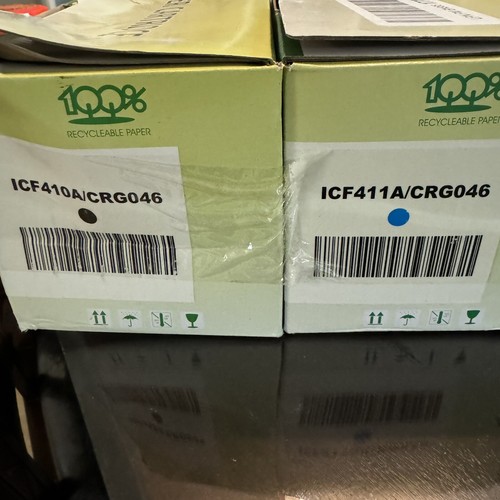 100%
RECYCLEABLE PAPER
ICF410A/CRG046
100%
RECYCLEABLE PAPER
ICF411A/CRG046